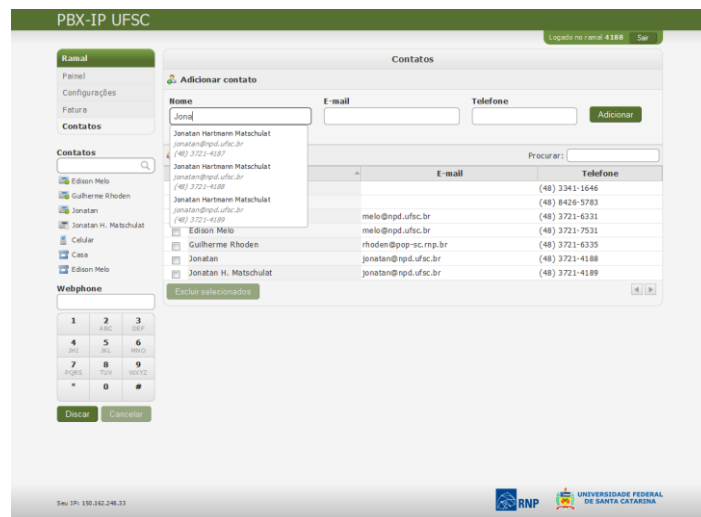 PBX-IP UFSC
Logado no ramal 4188 Sair
Ramal
Painel
Configurações
Fatura
Contatos
Contatos
Edison Melo
Guilherme Rhoden
Jonatan
Jonatan H. Matschulat
Celular
Casa
Edison Melo
Webphone
1 2 3
ABC DEF
4 5 6
JKL MNO
7 8 9
PQRS TUV WXYZ
* 0 #
Discar Cancelar
Contatos
Adicionar contato
Nome E-mail Telefone
Jona
Adicionar
Jonatan Hartmann Matschulat
jonatan@npd.ufsc.br
(48) 3721-4187
Jonatan Hartmann Matschulat
jonatan@npd.ufsc.br
(48) 3721-4188
Jonatan Hartmann Matschulat
jonatan@npd.ufsc.br
(48) 3721-4189
Procurar:
E-mail Telefone
(48) 3341-1646
(48) 8426-5783
melo@npd.ufsc.br (48) 3721-6331
Edison Melo melo@npd.ufsc.br (48) 3721-7531
Guilherme Rhoden rhoden@pop-sc.rnp.br (48) 3721-6335
Jonatan jonatan@npd.ufsc.br (48) 3721-4188
Jonatan H. Matschulat jonatan@npd.ufsc.br (48) 3721-4189
Excluir selecionados
Seu IP: 150.162.248.33
RNP
UNIVERSIDADE FEDERAL
DE SANTA CATARINA